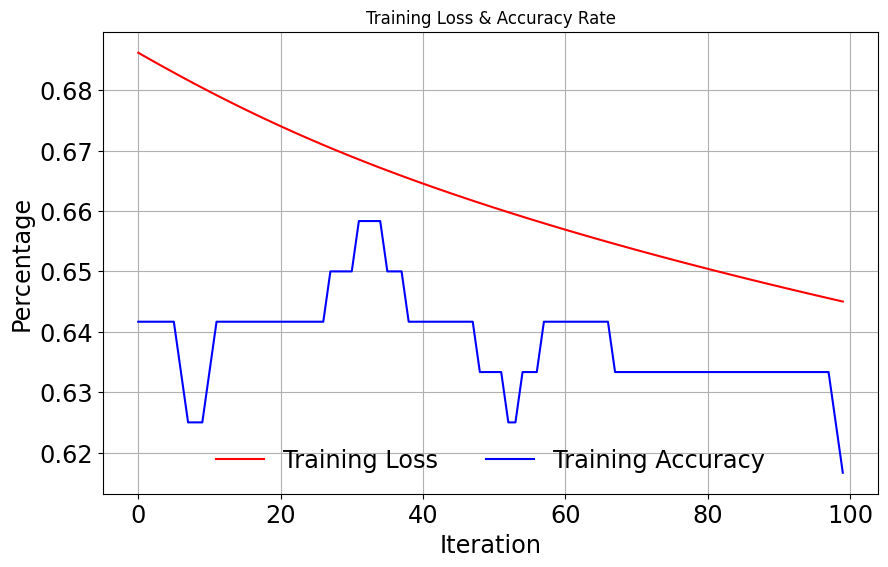 Training Loss & Accuracy Rate
Percentage
0.68
0.67
0.66
0.65
0.64
0.63
0.62
Training Loss Training Accuracy
0 20 40 60 80 100
Iteration